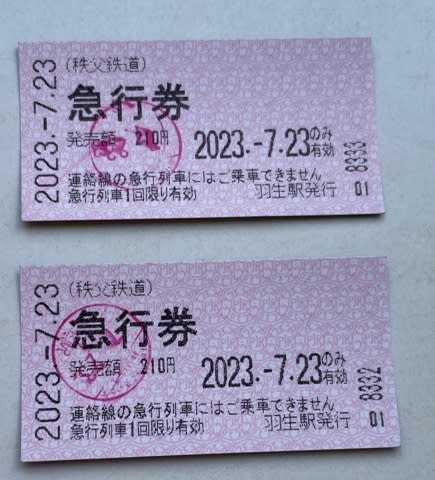 2023.-7.23
(秩父鉄道)
急行券
発売額 210円 2023.-7.23のみ有効
連絡線の急行列車にはご乗車できません
急行列車1回限り有効 羽生駅発行 01
8333
2023.-7.23
(秩父鉄道)
急行券
発売額 210円 2023.-7.23のみ有効
連絡線の急行列車にはご乗車できません
急行列車1回限り有効 羽生駅発行 01
8332